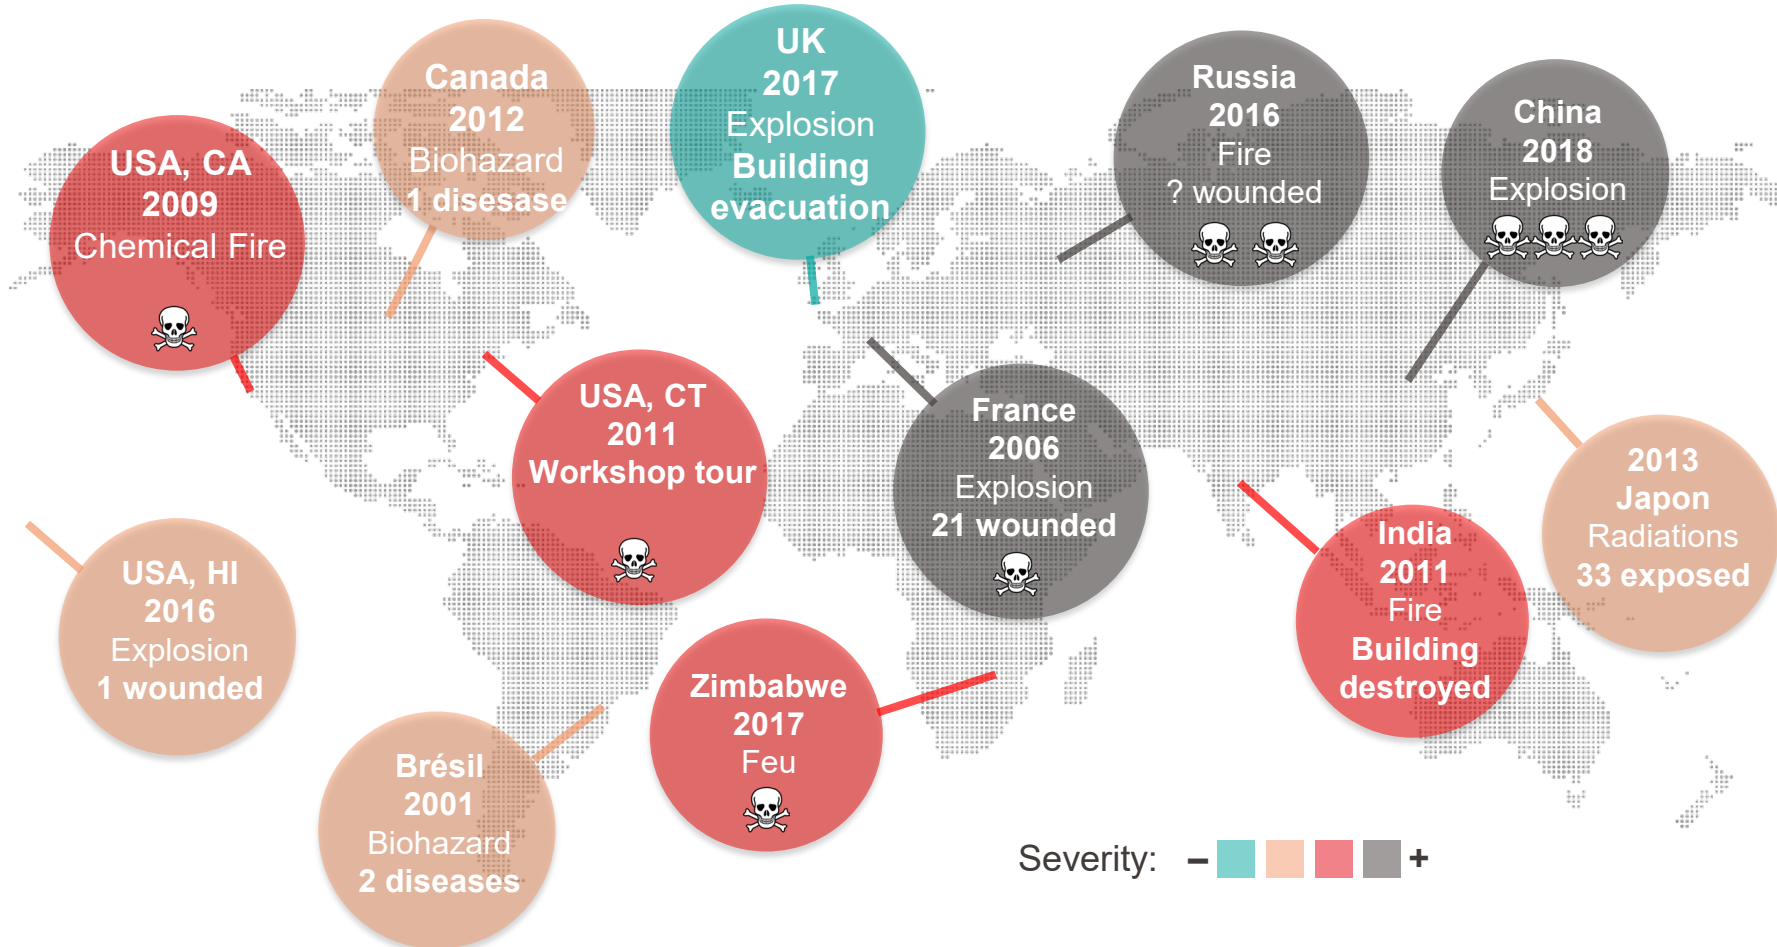 USA, CA
2009
Chemical Fire
Canada
2012
Biohazard
1 disesase
UK
2017
Explosion
Building
evacuation
Russia
2016
Fire
? wounded
China
2018
Explosion
USA, CT
2011
Workshop tour
France
2006
Explosion
21 wounded
2013
Japon
Radiations
33 exposed
India
2011
Fire
Building
destroyed
USA, HI
2016
Explosion
1 wounded
Zimbabwe
2017
Feu
Brésil
2001
Biohazard
2 diseases
Severity: - +